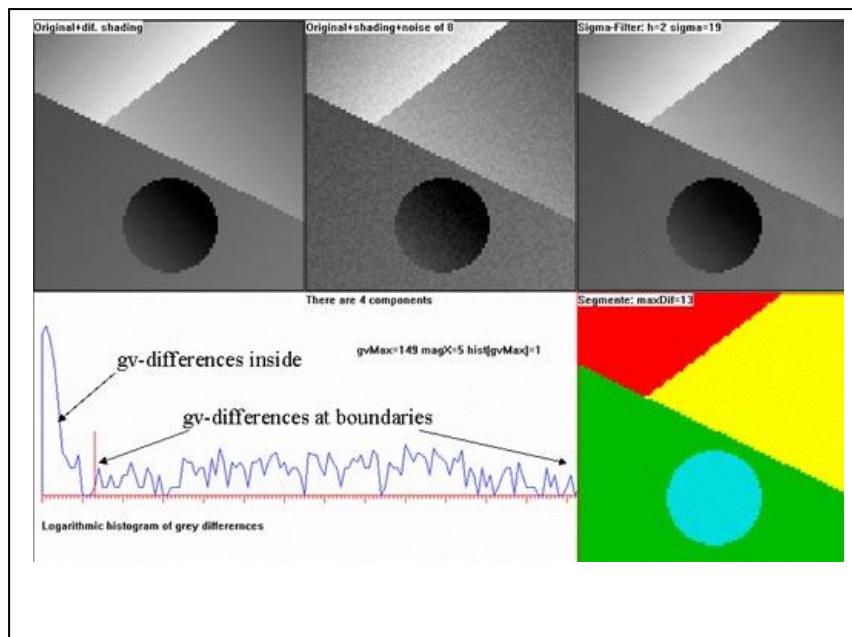 Original+dif. shading
Original+shading+noise of 8
Sigma-Filter: h=2 sigma=19
There are 4 components
Segmente: maxDif=13
gvMax=149 magX=5 hist[gvMax]=1
gv-differences inside
gv-differences at boundaries
Logarithmic histogram of grey differernces